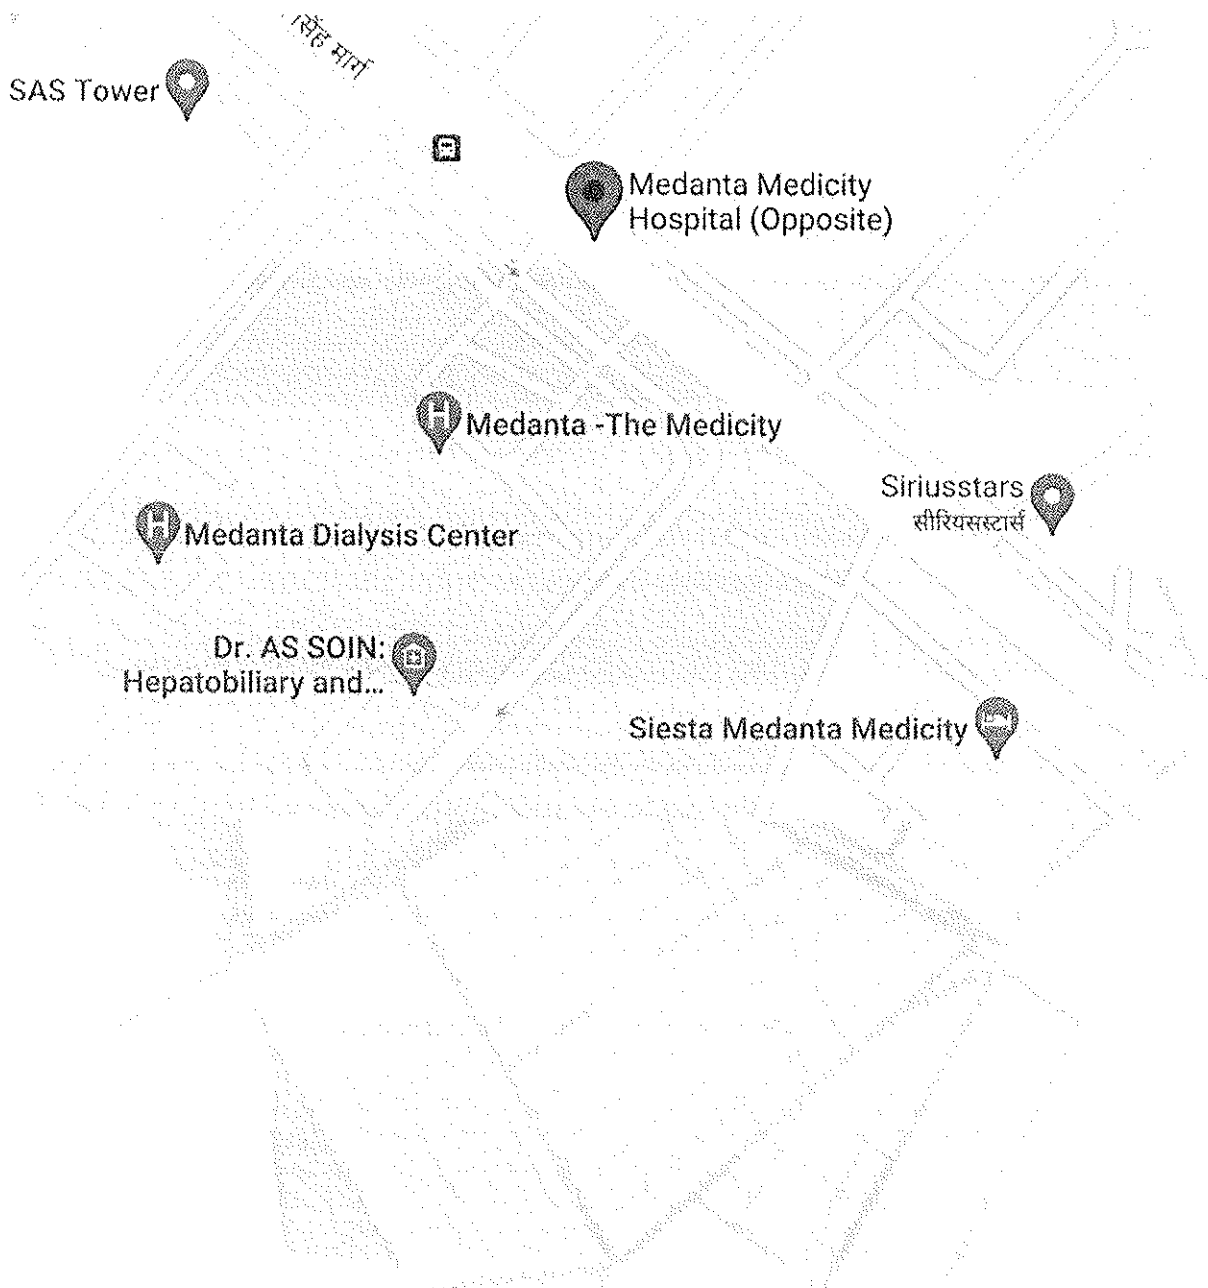 सिंह मार्ग
SAS Tower
Medanta Medicity
Hospital (Opposite)
H
Medanta -The Medicity
Siriusstars
सीरियसस्टार्स
H
Medanta Dialysis Center
Dr. AS SOIN:
Hepatobiliary and...
Siesta Medanta Medicity